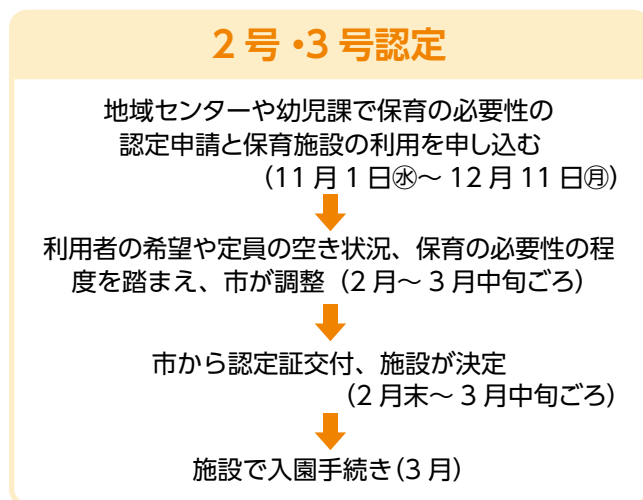 2号・3号認定
地域センターや幼児課で保育の必要性の
認定申請と保育施設の利用を申し込む
(11月1日㊌～12月11日㊊)
利用者の希望や定員の空き状況、保育の必要性の程
度を踏まえ、市が調整（2月～3月中旬ごろ）
市から認定証交付、施設が決定
（2月末～3月中旬ごろ）
施設で入園手続き(3月)